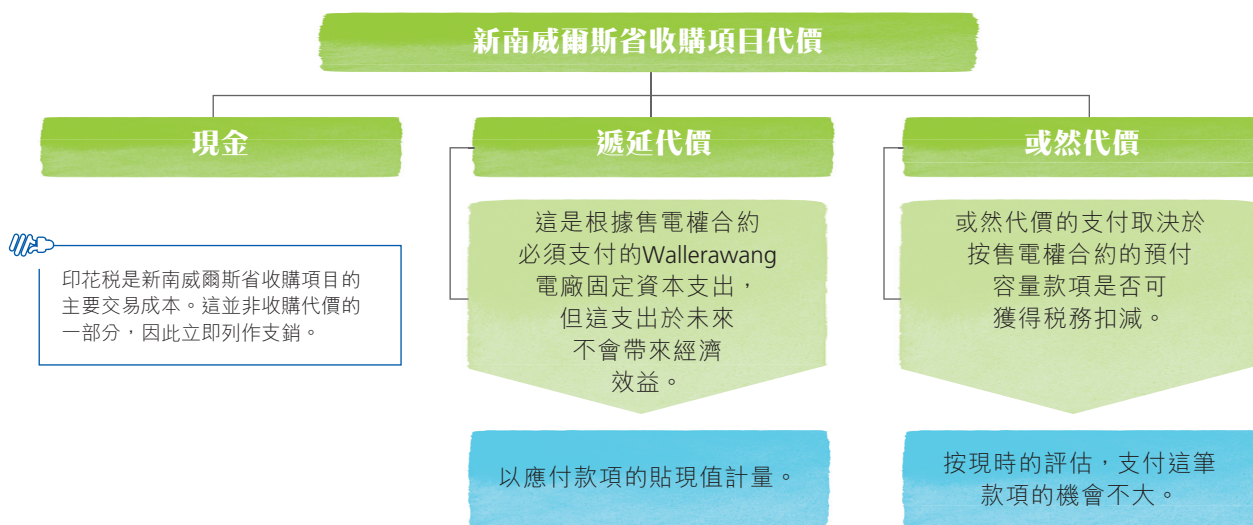 新南威爾斯省收購項目代價
現金
印花税是新南威爾斯省收購項目的
主要交易成本。這並非收購代價的
一部分，因此立即列作支銷。
遞延代價
這是根據售電權合約
必須支付的Wallerawang
電廠固定資本支出，
但這支出於未來
不會帶來經濟
效益。
以應付款項的貼現值計量。
或然代價
或然代價的支付取決於
按售電權合約的預付
容量款項是否可
獲得税務扣減。
按現時的評估，支付這筆
款項的機會不大。